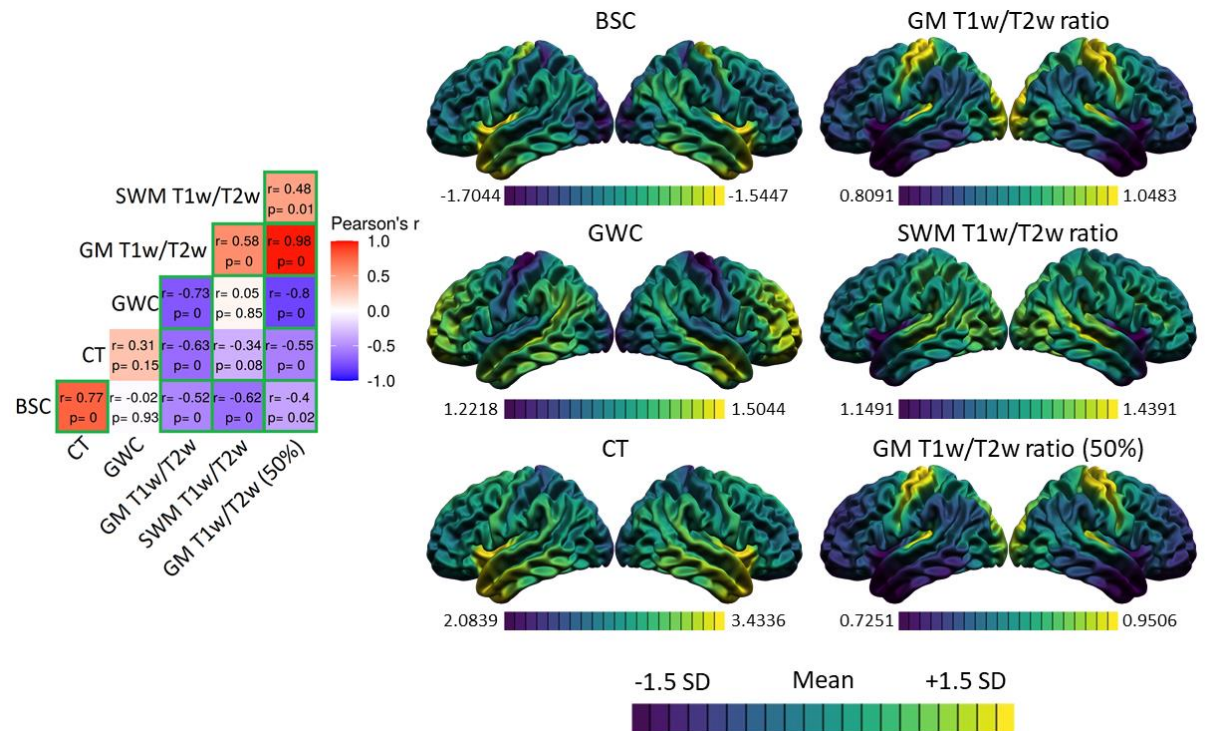 BSC
GM T1w/T2w ratio
-1.7044
-1.5447
0.8091
1.0483
GWC
SWM T1w/T2w ratio
1.2218
1.5044
1.1491
1.4391
CT
GM T1w/T2w ratio (50%)
2.0839
3.4336
0.7251
0.9506
-1.5 SD
Mean
+1.5 SD
SWM T1w/T2w
r= 0.48
p= 0.01
GM T1w/T2w
r= 0.58
p= 0
r= 0.98
p= 0
GWC
r= -0.73
p= 0
r= 0.05
p= 0.85
r= -0.8
p= 0
CT
r= 0.31
p= 0.15
r= -0.63
p= 0
r= -0.34
p= 0.08
r= -0.55
p= 0
BSC
r= 0.77
p= 0
r= -0.02
p= 0.93
r= -0.52
p= 0
r= -0.62
p= 0
r= -0.4
p= 0.02
CT
GWC
GM T1w/T2w
SWM T1w/T2w
GM T1w/T2w (50%)
Pearson's r
1.0
0.5
0.0
-0.5
-1.0